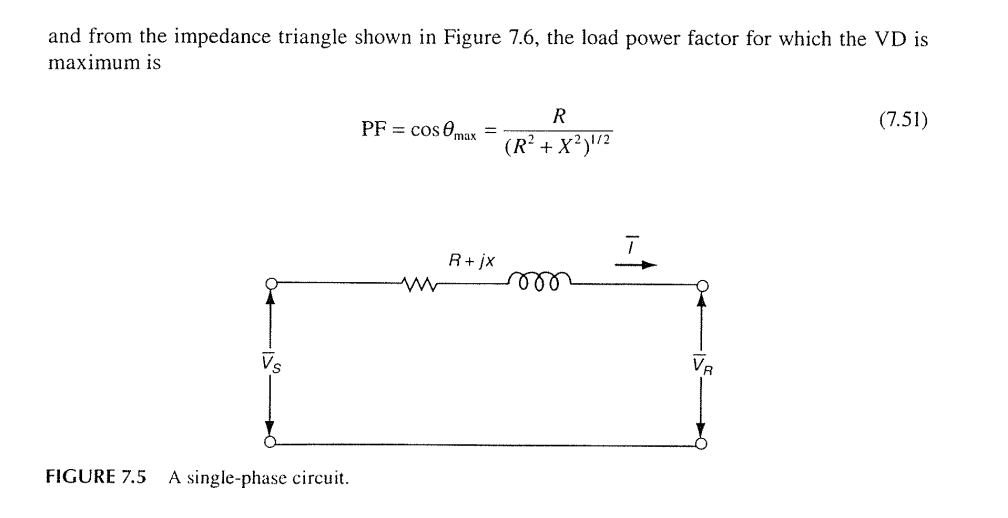 and from the impedance triangle shown in Figure 7.6, the load power factor for which the VD is
maximum is
PF = cos θmax = R / (R² + X²)^1/2 (7.51)
R + jx
I̅
V̅S
V̅R
FIGURE 7.5 A single-phase circuit.